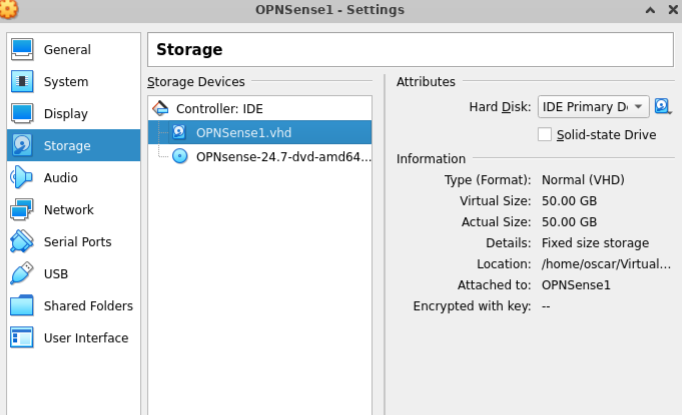 OPNSense1 - Settings
General
System
Display
Storage
Audio
Network
Serial Ports
USB
Shared Folders
User Interface
Storage
Storage Devices
Controller: IDE
OPNSense1.vhd
OPNsense-24.7-dvd-amd64...
Attributes
Hard Disk: IDE Primary D
Solid-state Drive
Information
Type (Format): Normal (VHD)
Virtual Size: 50.00 GB
Actual Size: 50.00 GB
Details: Fixed size storage
Location: /home/oscar/Virtual...
Attached to: OPNSense1
Encrypted with key: --